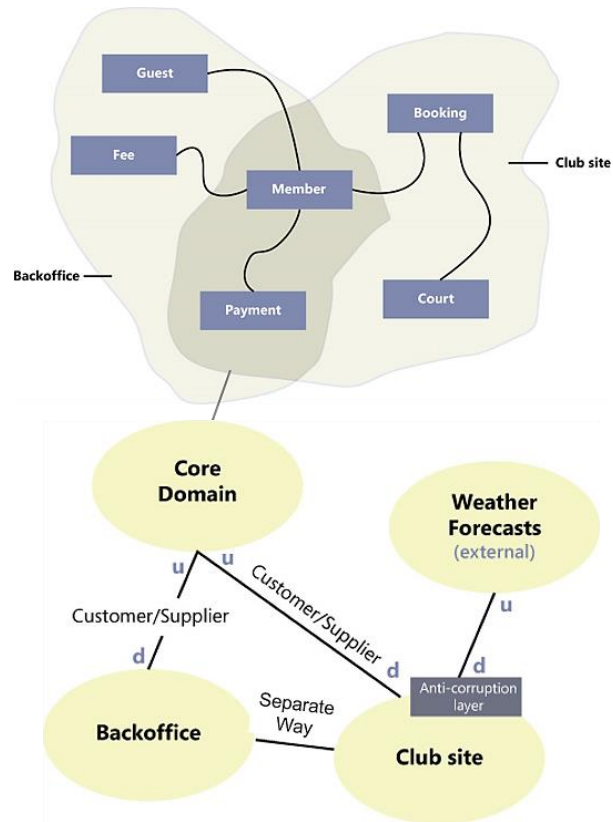 Guest
Booking
Fee
Club site
Member
Backoffice
Payment
Court
Core
Domain
Weather
Forecasts
(external)
u
u
u
Customer/Supplier
Customer/Supplier
d
d
d
Anti-corruption
layer
Separate
Way
Backoffice
Club site